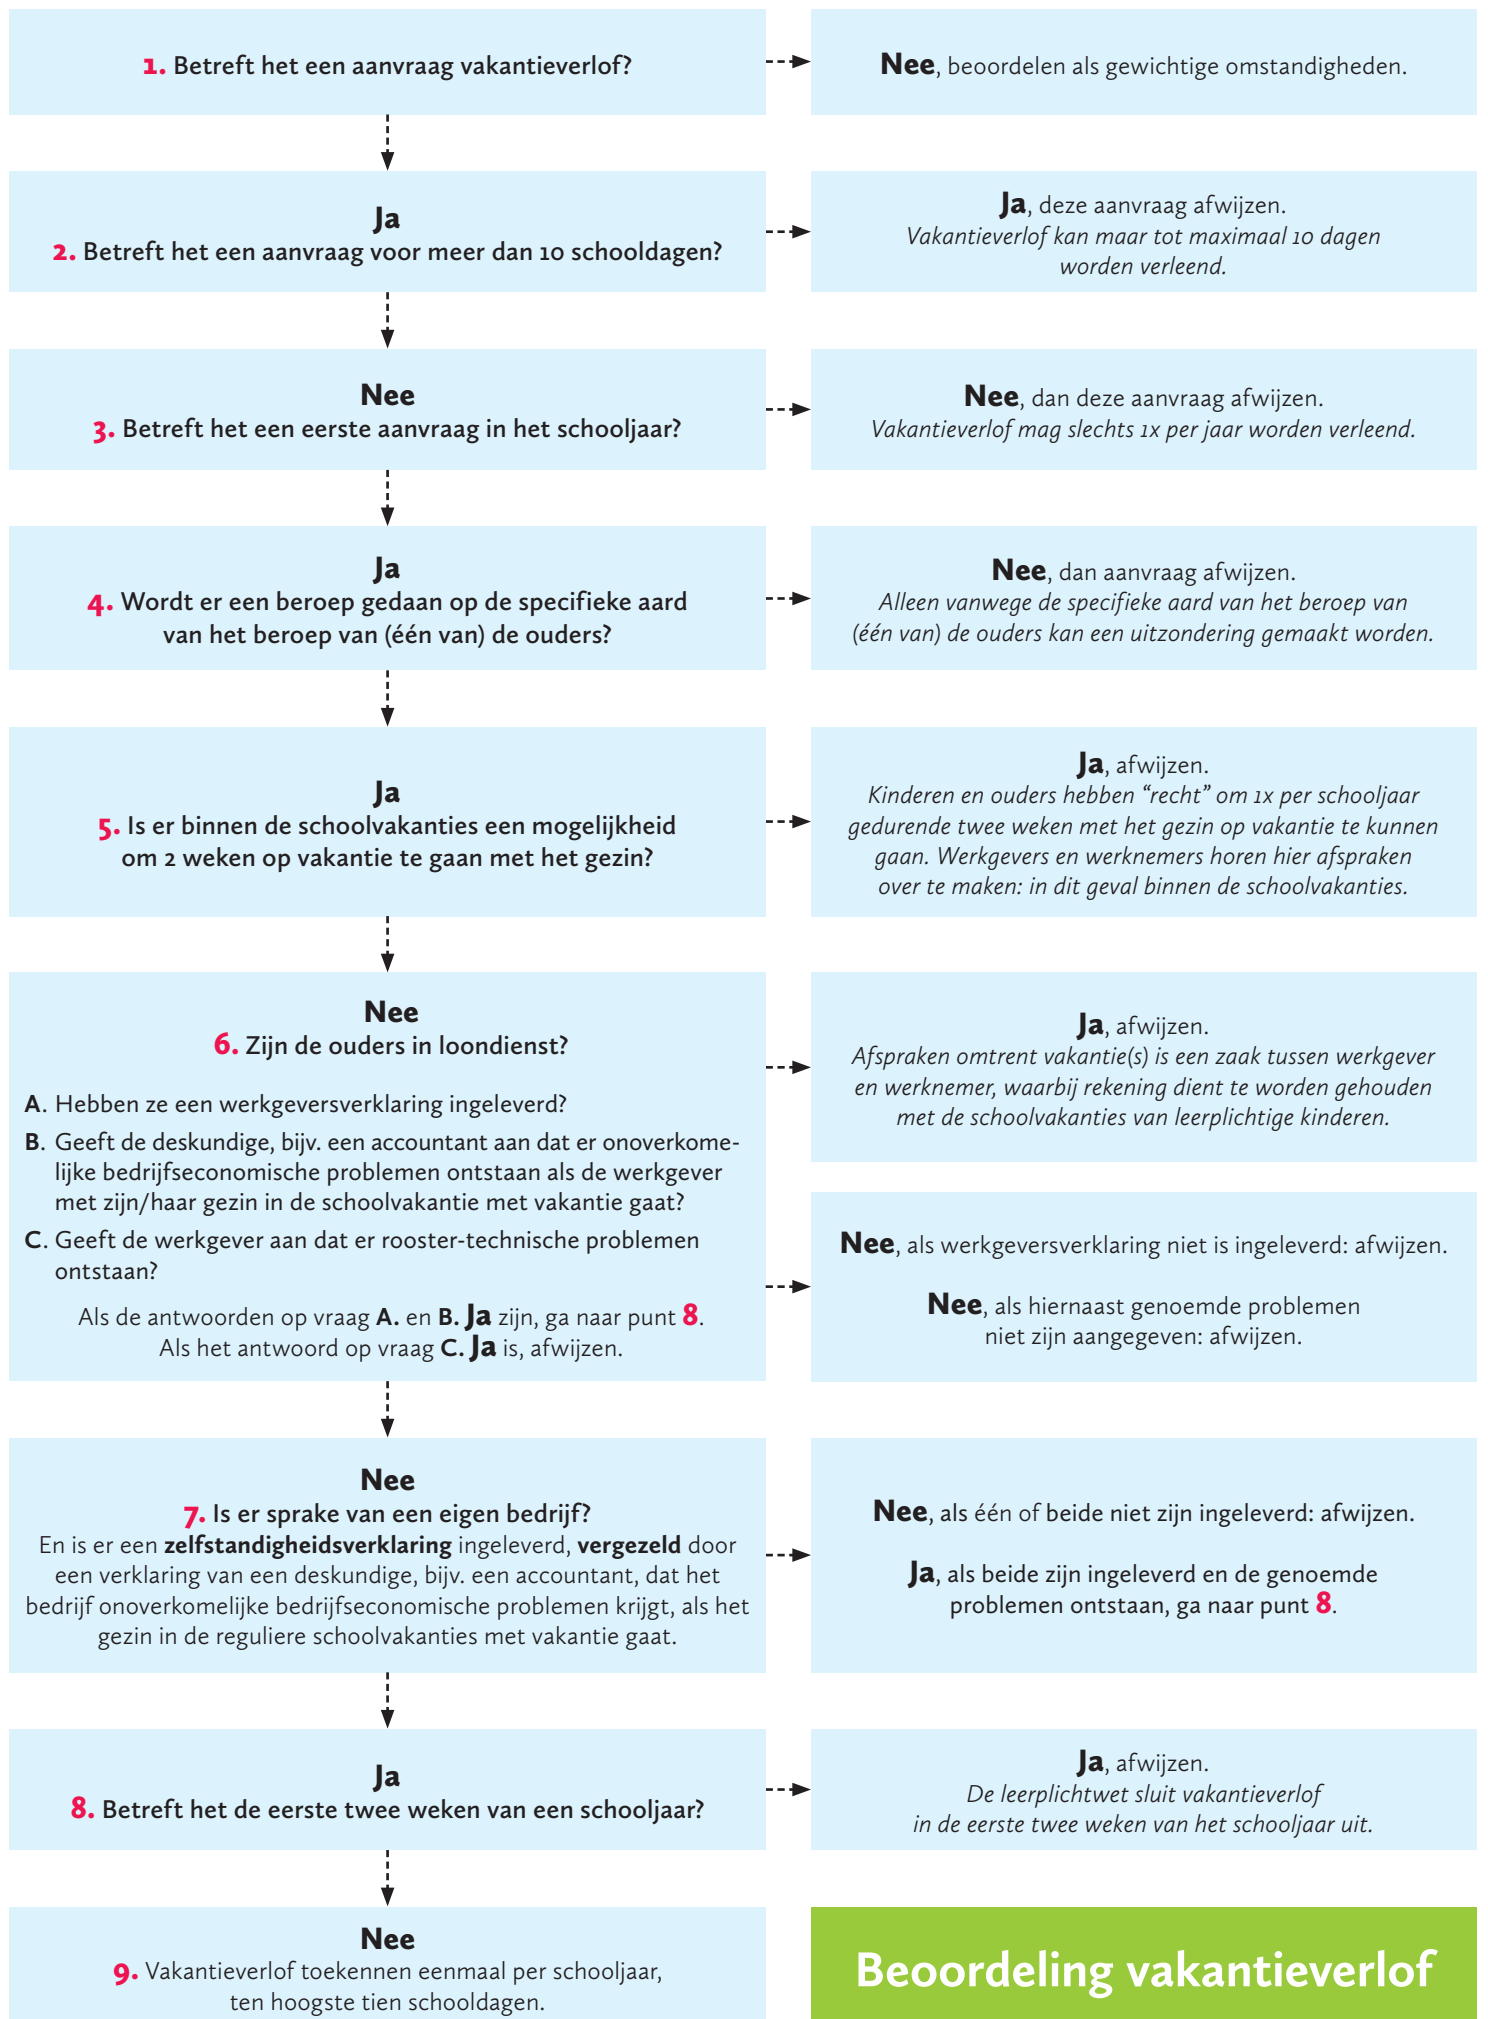 1. Betreft het een aanvraag vakantieverlof?
Nee, beoordelen als gewichtige omstandigheden.
Ja
2. Betreft het een aanvraag voor meer dan 10 schooldagen?
Ja, deze aanvraag afwijzen.
Vakantieverlof kan maar tot maximaal 10 dagen
worden verleend.
Nee
3. Betreft het een eerste aanvraag in het schooljaar?
Nee, dan deze aanvraag afwijzen.
Vakantieverlof mag slechts 1x per jaar worden verleend.
Ja
4. Wordt er een beroep gedaan op de specifieke aard
van het beroep van (één van) de ouders?
Nee, dan aanvraag afwijzen.
Alleen vanwege de specifieke aard van het beroep van
(één van) de ouders kan een uitzondering gemaakt worden.
Ja
5. Is er binnen de schoolvakanties een mogelijkheid
om 2 weken op vakantie te gaan met het gezin?
Ja, afwijzen.
Kinderen en ouders hebben “recht” om 1x per schooljaar
gedurende twee weken met het gezin op vakantie te kunnen
gaan. Werkgevers en werknemers horen hier afspraken
over te maken: in dit geval binnen de schoolvakanties.
Nee
6. Zijn de ouders in loondienst?
A. Hebben ze een werkgeversverklaring ingeleverd?
B. Geeft de deskundige, bijv. een accountant aan dat er onoverkome-
lijke bedrijfseconomische problemen ontstaan als de werkgever
met zijn/haar gezin in de schoolvakantie met vakantie gaat?
C. Geeft de werkgever aan dat er rooster-technische problemen
ontstaan?
Als de antwoorden op vraag A. en B. Ja zijn, ga naar punt 8.
Als het antwoord op vraag C. Ja is, afwijzen.
Ja, afwijzen.
Afspraken omtrent vakantie(s) is een zaak tussen werkgever
en werknemer, waarbij rekening dient te worden gehouden
met de schoolvakanties van leerplichtige kinderen.
Nee, als werkgeversverklaring niet is ingeleverd: afwijzen.
Nee, als hiernaast genoemde problemen
niet zijn aangegeven: afwijzen.
Nee
7. Is er sprake van een eigen bedrijf?
En is er een zelfstandigheidsverklaring ingeleverd, vergezeld door
een verklaring van een deskundige, bijv. een accountant, dat het
bedrijf onoverkomelijke bedrijfseconomische problemen krijgt, als het
gezin in de reguliere schoolvakanties met vakantie gaat.
Nee, als één of beide niet zijn ingeleverd: afwijzen.
Ja, als beide zijn ingeleverd en de genoemde
problemen ontstaan, ga naar punt 8.
Ja
8. Betreft het de eerste twee weken van een schooljaar?
Ja, afwijzen.
De leerplichtwet sluit vakantieverlof
in de eerste twee weken van het schooljaar uit.
Nee
9. Vakantieverlof toekennen eenmaal per schooljaar,
ten hoogste tien schooldagen.
Beoordeling vakantieverlof